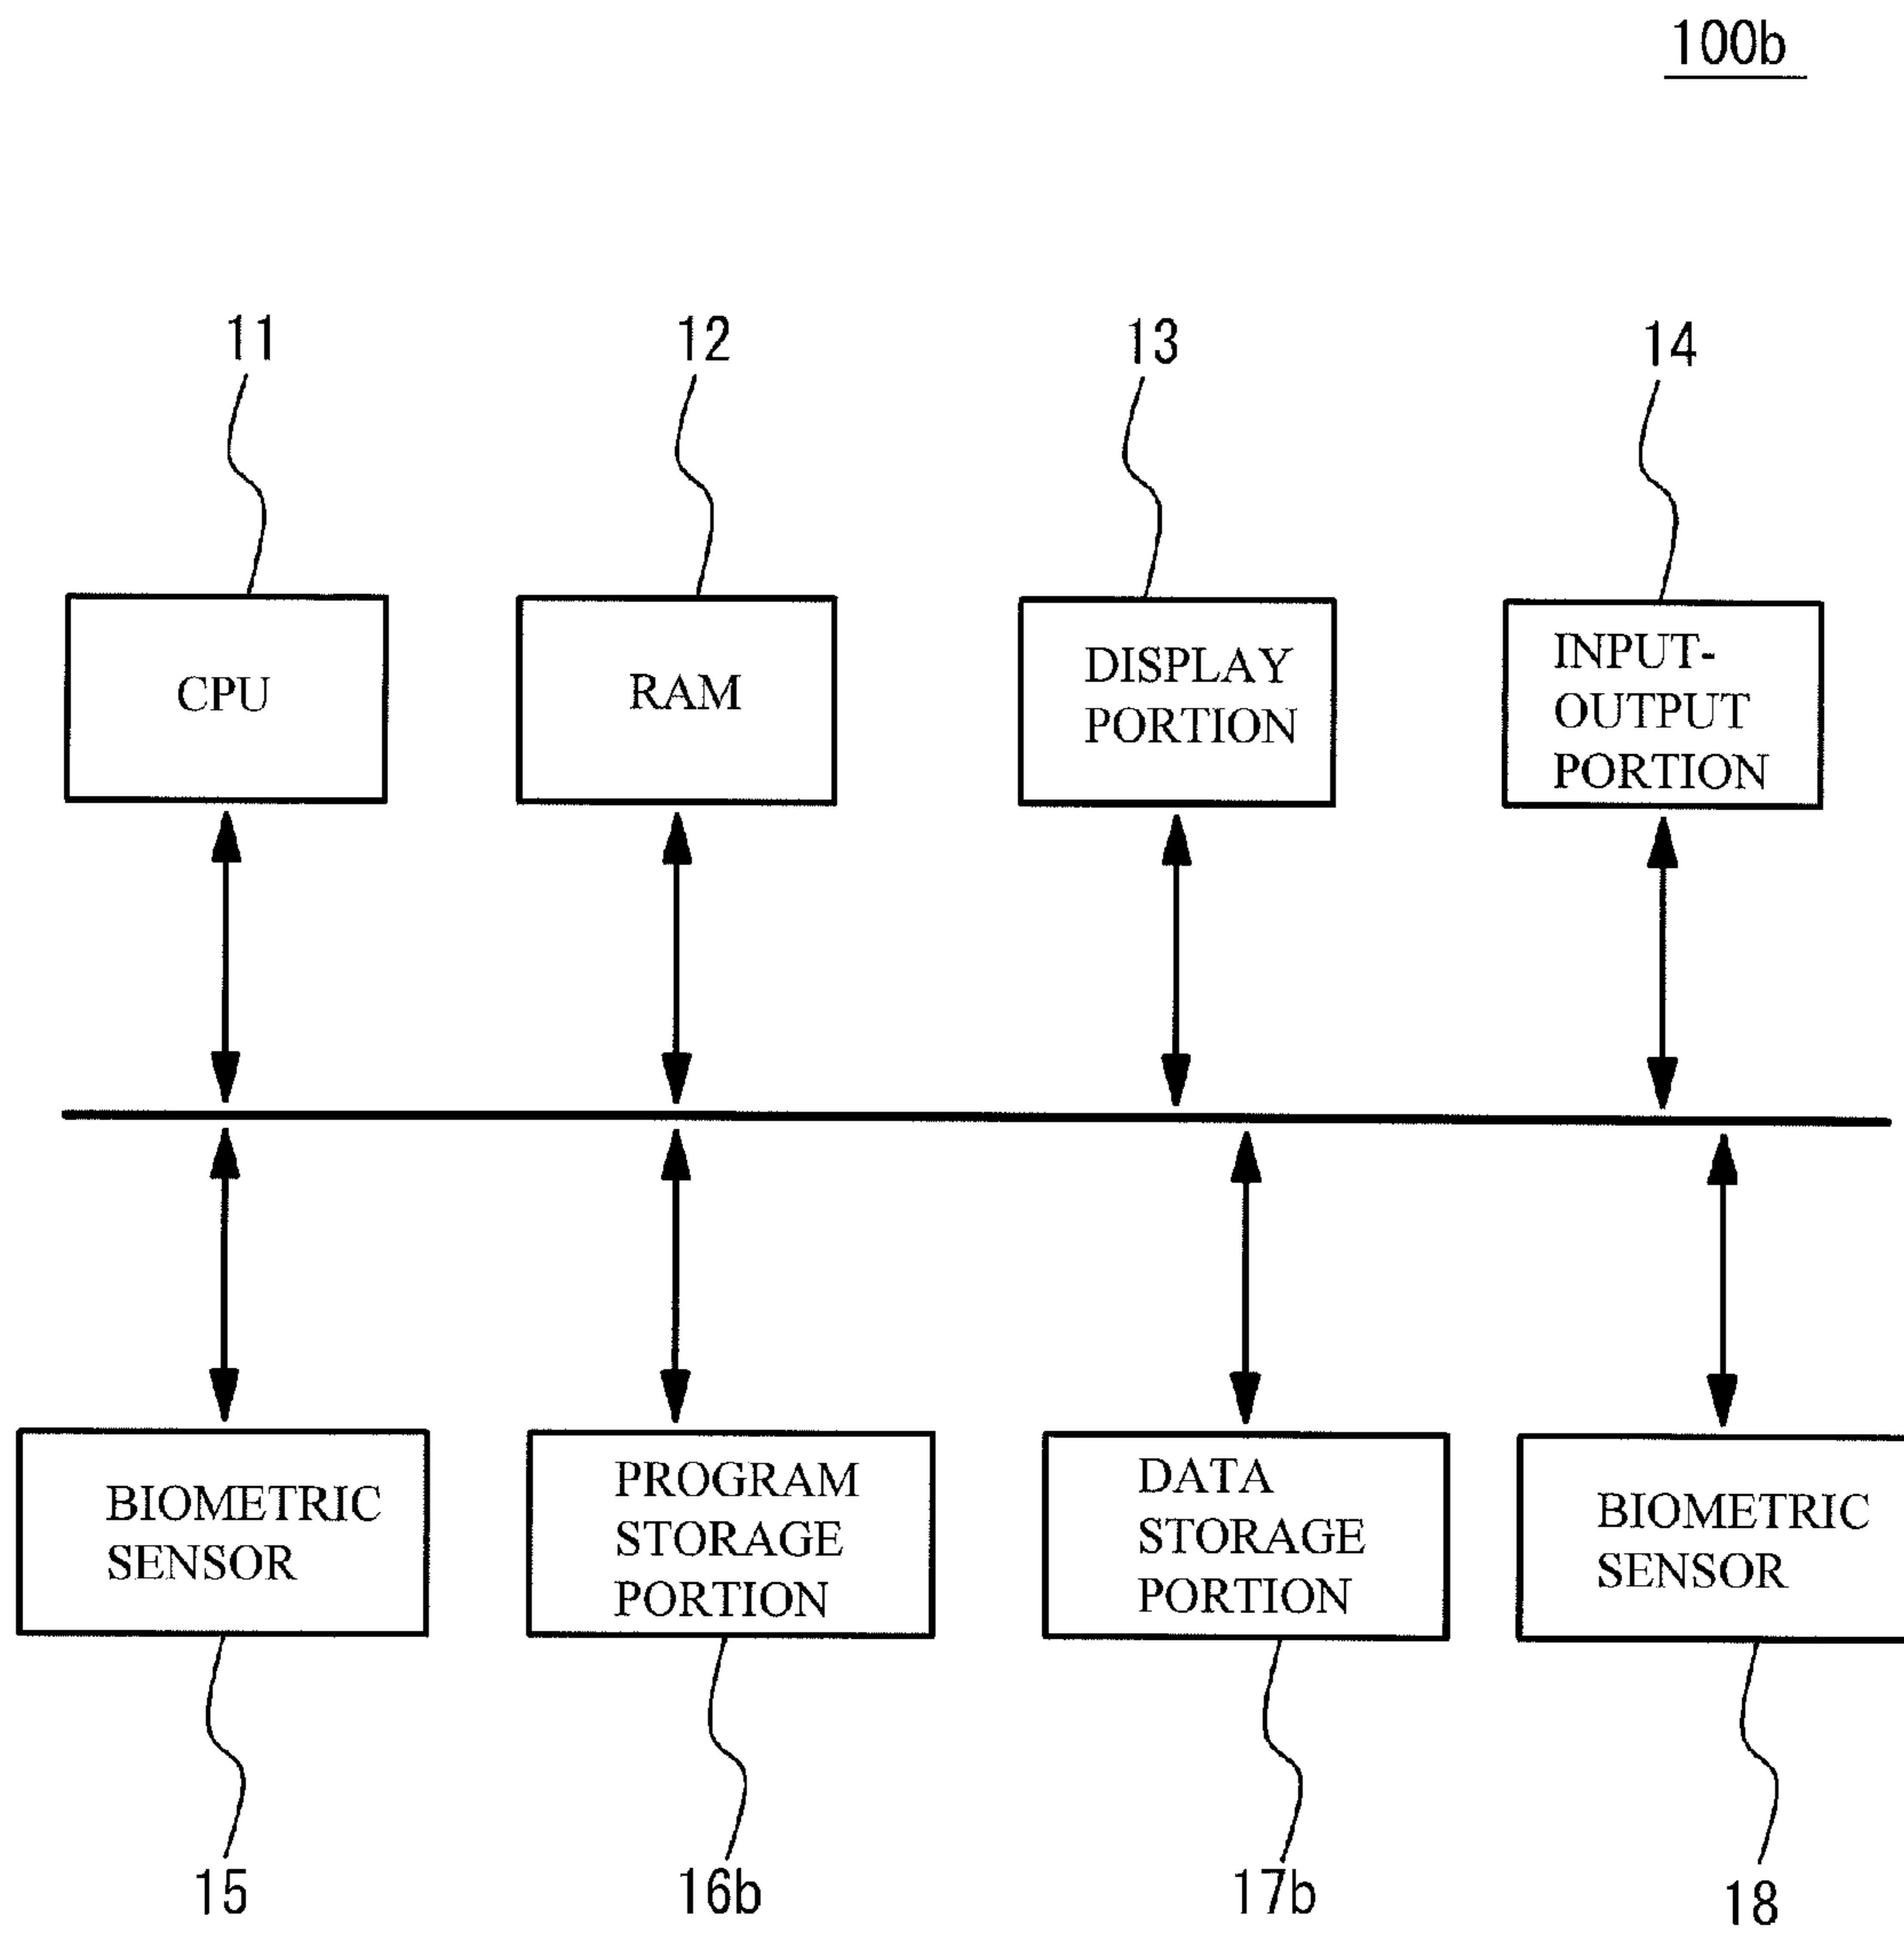 100b
11
12
13
14
CPU
RAM
DISPLAY
PORTION
INPUT-
OUTPUT
PORTION
BIOMETRIC
SENSOR
PROGRAM
STORAGE
PORTION
DATA
STORAGE
PORTION
BIOMETRIC
SENSOR
15
16b
17b
18